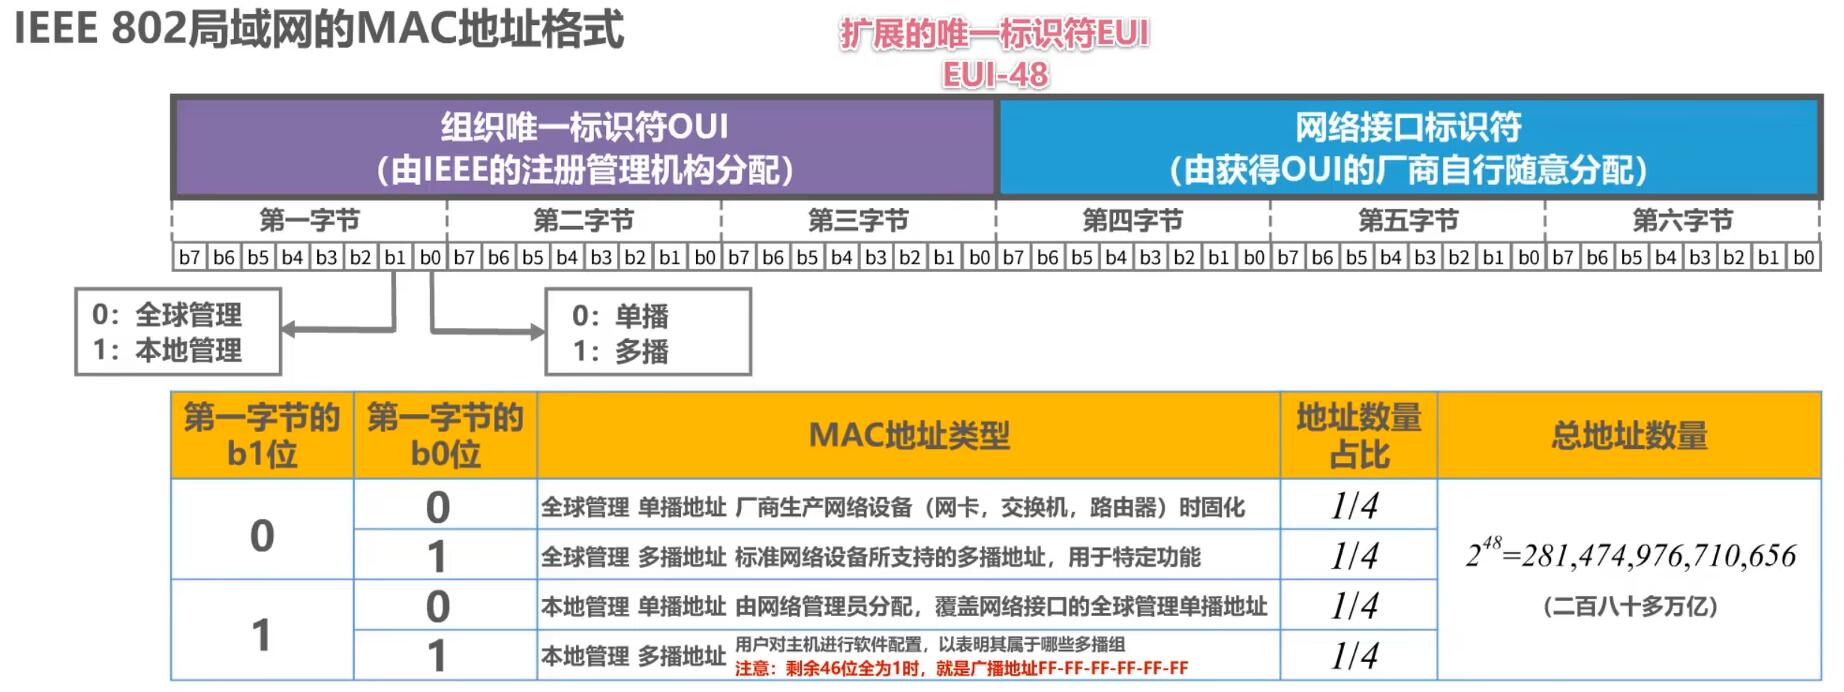 IEEE 802局域网的MAC地址格式
扩展的唯一标识符EUI
EUI-48
组织唯一标识符OUI
（由IEEE的注册管理机构分配）
网络接口标识符
（由获得OUI的厂商自行随意分配）
第一字节 第二字节 第三字节 第四字节 第五字节 第六字节
b7 b6 b5 b4 b3 b2 b1 b0 b7 b6 b5 b4 b3 b2 b1 b0 b7 b6 b5 b4 b3 b2 b1 b0 b7 b6 b5 b4 b3 b2 b1 b0 b7 b6 b5 b4 b3 b2 b1 b0 b7 b6 b5 b4 b3 b2 b1 b0
0：全球管理
1：本地管理
0：单播
1：多播
第一字节的
b1位
第一字节的
b0位
MAC地址类型
地址数量
占比
总地址数量
0
0
全球管理 单播地址 厂商生产网络设备（网卡，交换机，路由器）时固化
1/4
1
全球管理 多播地址 标准网络设备所支持的多播地址，用于特定功能
1/4
1
0
本地管理 单播地址 由网络管理员分配，覆盖网络接口的全球管理单播地址
1/4
1
本地管理 多播地址
用户对主机进行软件配置，以表明其属于哪些多播组
注意：剩余46位全为1时，就是广播地址FF-FF-FF-FF-FF-FF
1/4
2^48=281,474,976,710,656
（二百八十多万亿）